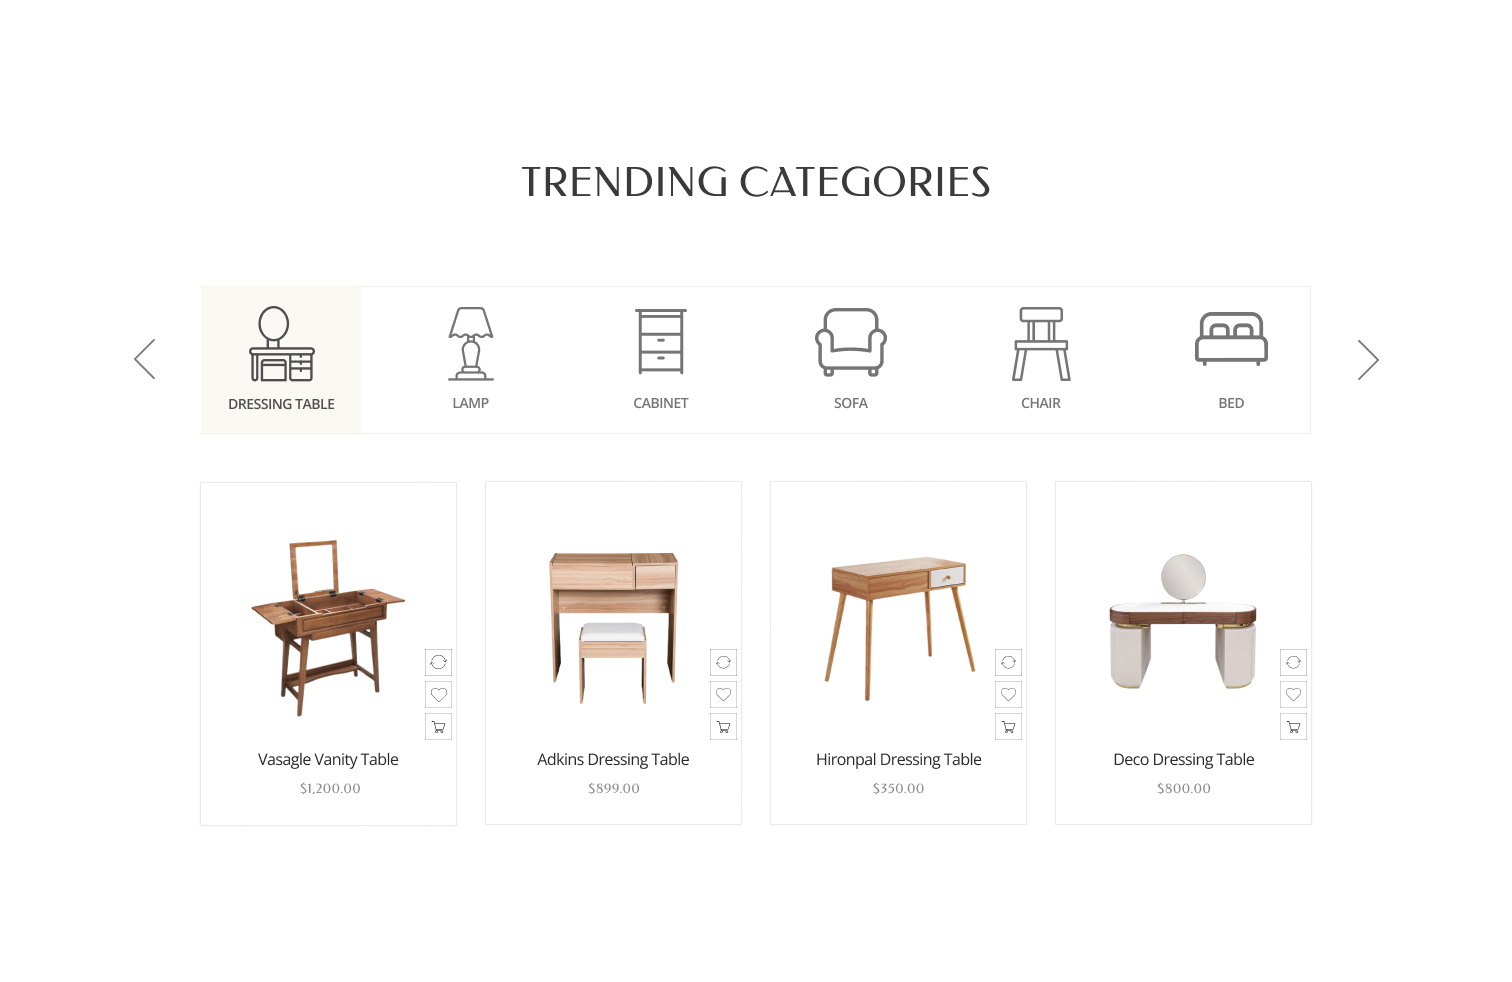 TRENDING CATEGORIES
DRESSING TABLE
LAMP
CABINET
SOFA
CHAIR
BED
Vasagle Vanity Table
$1,200.00
Adkins Dressing Table
$899.00
Hironpal Dressing Table
$350.00
Deco Dressing Table
$800.00